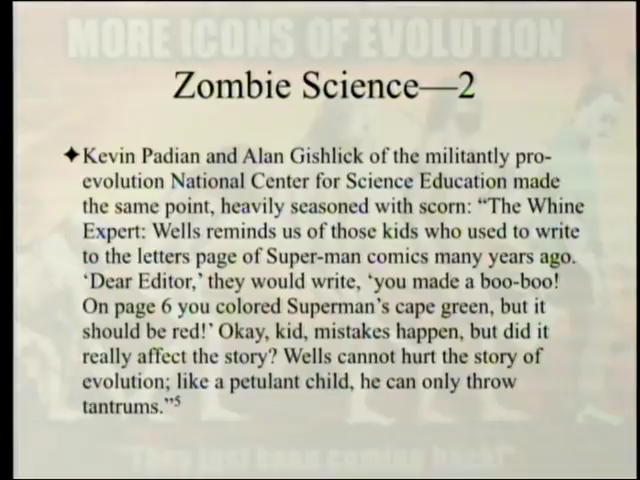 MORE ICONS OF EVOLUTION
Zombie Science—2
✦Kevin Padian and Alan Gishlick of the militantly pro-
evolution National Center for Science Education made
the same point, heavily seasoned with scorn: “The Whine
Expert: Wells reminds us of those kids who used to write
to the letters page of Super-man comics many years ago.
‘Dear Editor,’ they would write, ‘you made a boo-boo!
On page 6 you colored Superman’s cape green, but it
should be red!’ Okay, kid, mistakes happen, but did it
really affect the story? Wells cannot hurt the story of
evolution; like a petulant child, he can only throw
tantrums.”5
"They just keep coming back!"